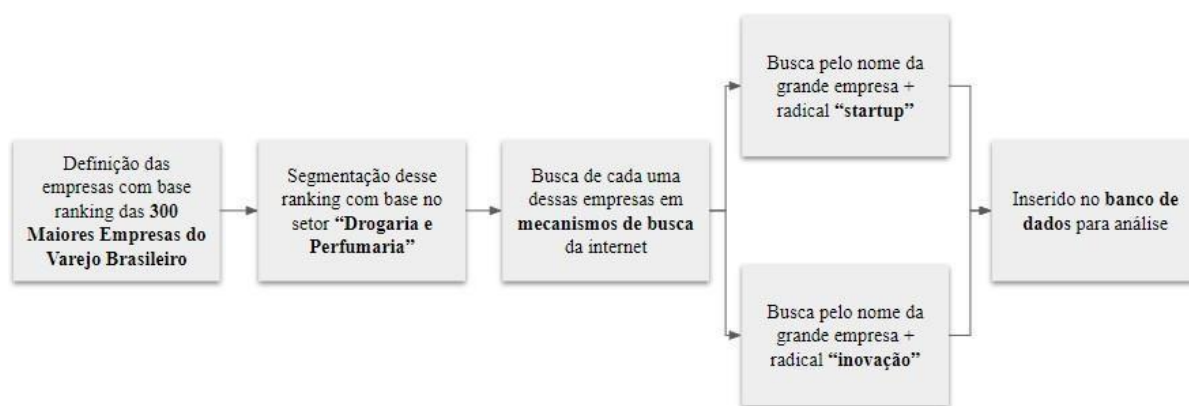 Definição das
empresas com base
ranking das 300
Maiores Empresas do
Varejo Brasileiro
Segmentação desse
ranking com base no
setor “Drogaria e
Perfumaria”
Busca de cada uma
dessas empresas em
mecanismos de busca
da internet
Busca pelo nome da
grande empresa +
radical “startup”
Busca pelo nome da
grande empresa +
radical “inovação”
Inserido no banco de
dados para análise